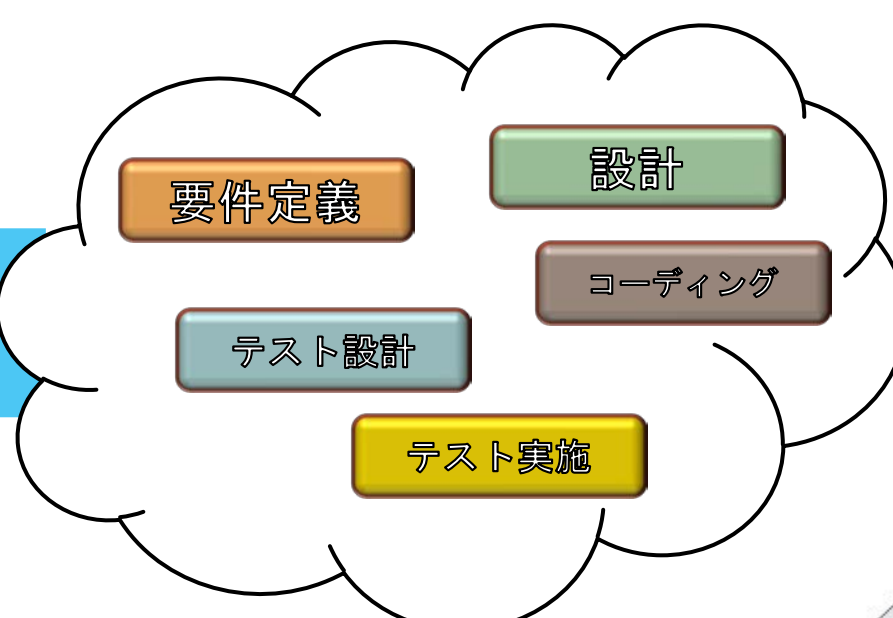 設計
要件定義
コーディング
テスト設計
テスト実施